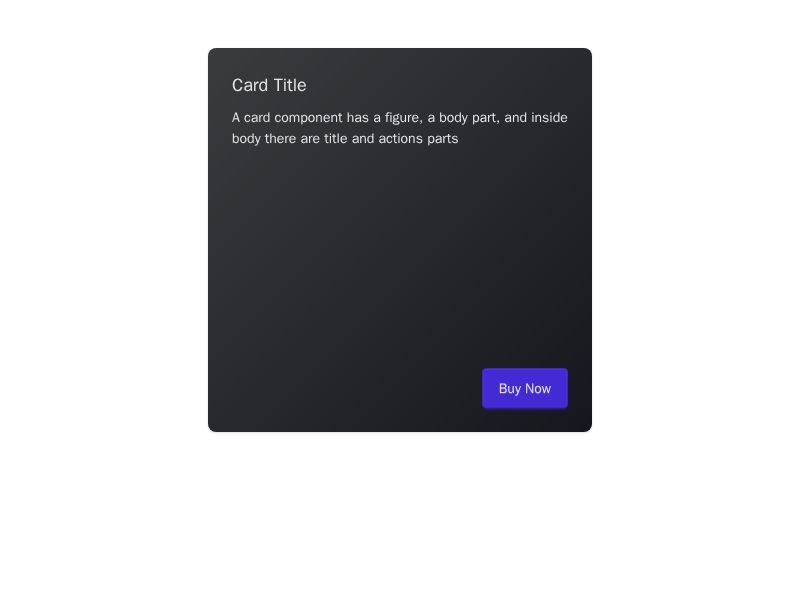 Card Title
A card component has a figure, a body part, and inside
body there are title and actions parts
Buy Now